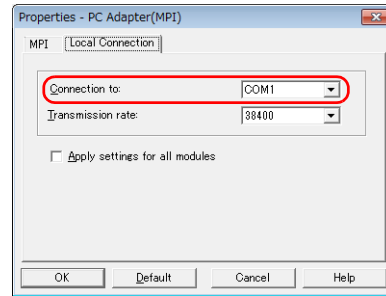 Properties - PC Adapter(MPI)
MPI Local Connection
Connection to: COM1
Transmission rate: 38400
Apply settings for all modules
OK Default Cancel Help